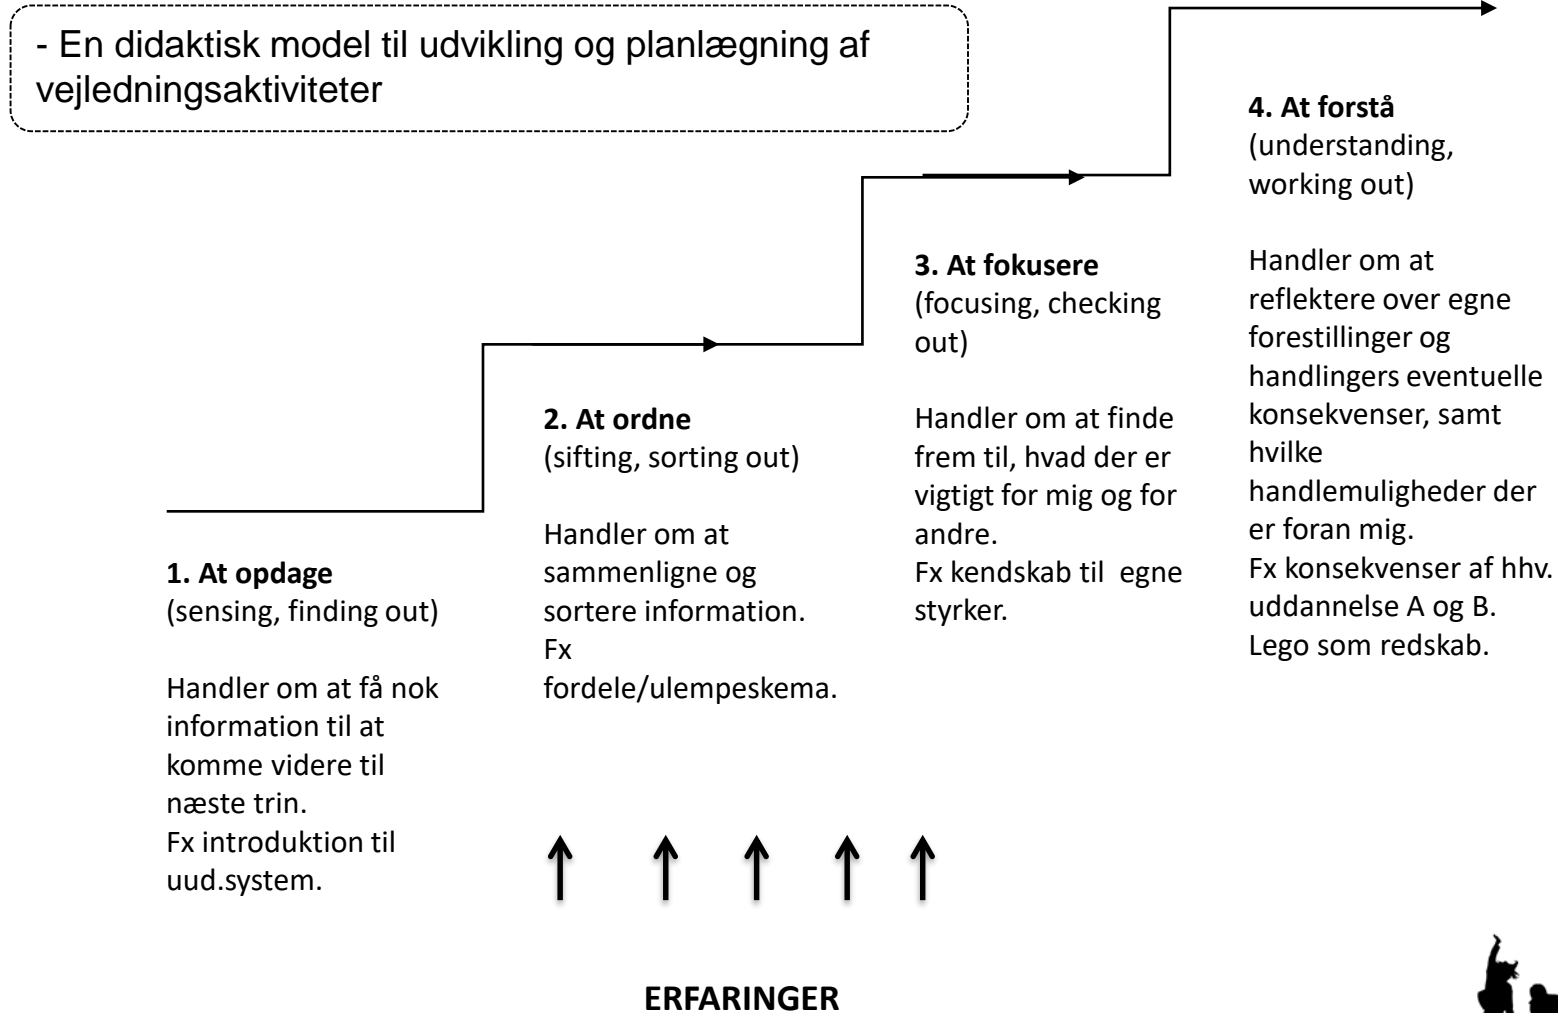 - En didaktisk model til udvikling og planlægning af
vejledningsaktiviteter
1. At opdage
(sensing, finding out)
Handler om at få nok
information til at
komme videre til
næste trin.
Fx introduktion til
uud.system.
2. At ordne
(sifting, sorting out)
Handler om at
sammenligne og
sortere information.
Fx
fordele/ulempeskema.
3. At fokusere
(focusing, checking
out)
Handler om at finde
frem til, hvad der er
vigtigt for mig og for
andre.
Fx kendskab til egne
styrker.
4. At forstå
(understanding,
working out)
Handler om at
reflektere over egne
forestillinger og
handlingers eventuelle
konsekvenser, samt
hvilke
handlemuligheder der
er foran mig.
Fx konsekvenser af hhv.
uddannelse A og B.
Lego som redskab.
ERFARINGER